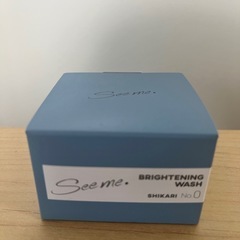 See me.
See me.
BRIGHTENING
WASH
SHIKARI No.0